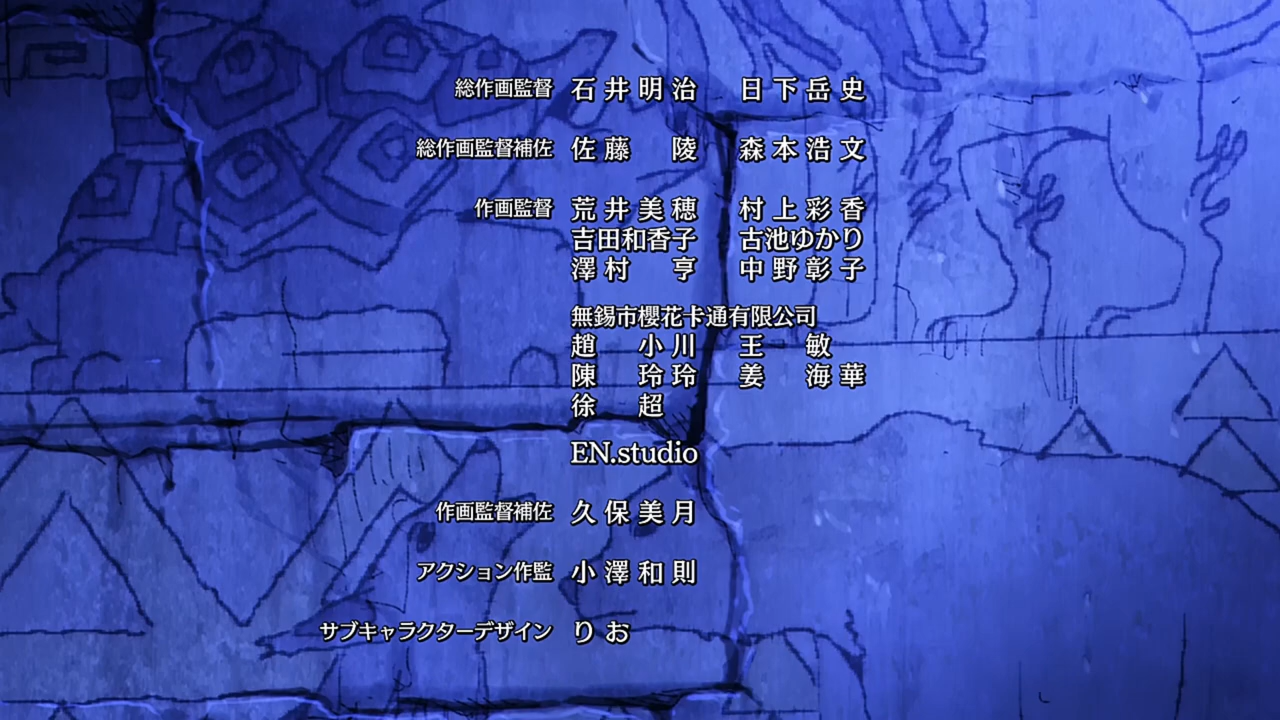 総作画監督 石井明治 日下岳史
総作画監督補佐 佐藤 陵 森本浩文
作画監督 荒井美穂 村上彩香
吉田和香子 古池ゆかり
澤村 亨 中野彰子
無錫市櫻花卡通有限公司
趙 小川 王 敏
陳 玲玲 姜 海華
徐 超
EN.studio
作画監督補佐 久保美月
アクション作監 小澤和則
サブキャラクターデザイン りお